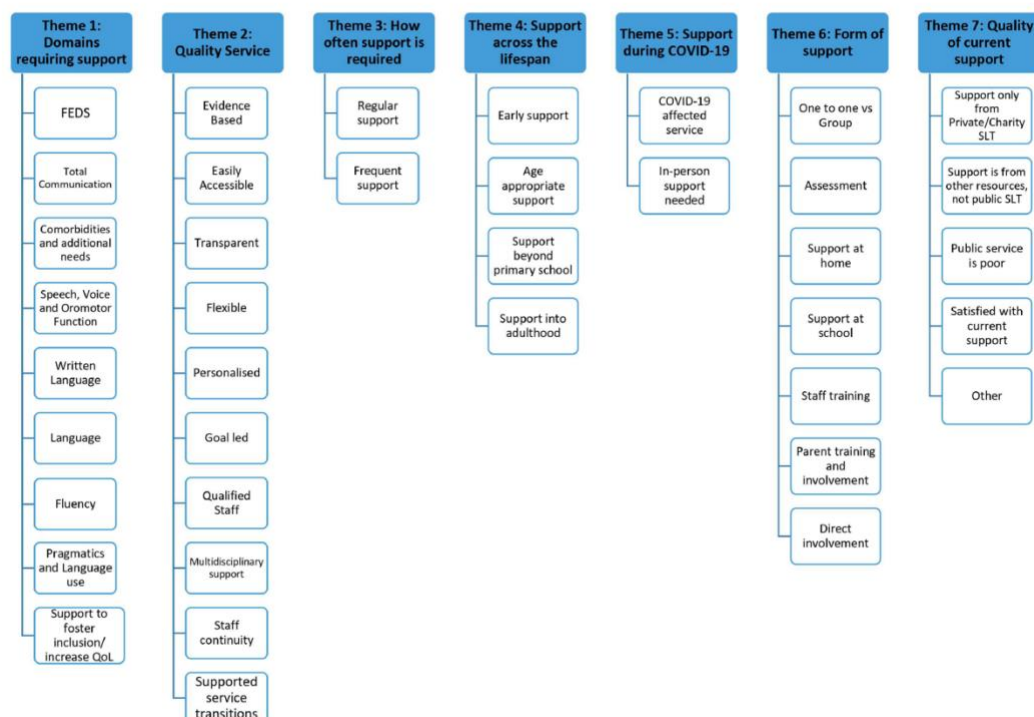 Theme 1:
Domains
requiring support
FEDS
Total
Communication
Comorbidities
and additional
needs
Speech, Voice
and Oromotor
Function
Written
Language
Language
Fluency
Pragmatics
and Language
use
Support to
foster
inclusion/
increase QoL
Theme 2:
Quality Service
Evidence
Based
Easily
Accessible
Transparent
Flexible
Personalised
Goal led
Qualified
Staff
Multidisciplinary
support
Staff
continuity
Supported
service
transitions
Theme 3: How
often support is
required
Regular
support
Frequent
support
Theme 4: Support
across the
lifespan
Early support
Age
appropriate
support
Support
beyond
primary school
Support into
adulthood
Theme 5: Support
during COVID-19
COVID-19
affected
service
In-person
support
needed
Theme 6: Form of
support
One to one vs
Group
Assessment
Support at
home
Support at
school
Staff training
Parent training
and
involvement
Direct
involvement
Theme 7: Quality
of current
support
Support only
from
Private/Charity
SLT
Support is from
other resources,
not public SLT
Public service
is poor
Satisfied with
current
support
Other